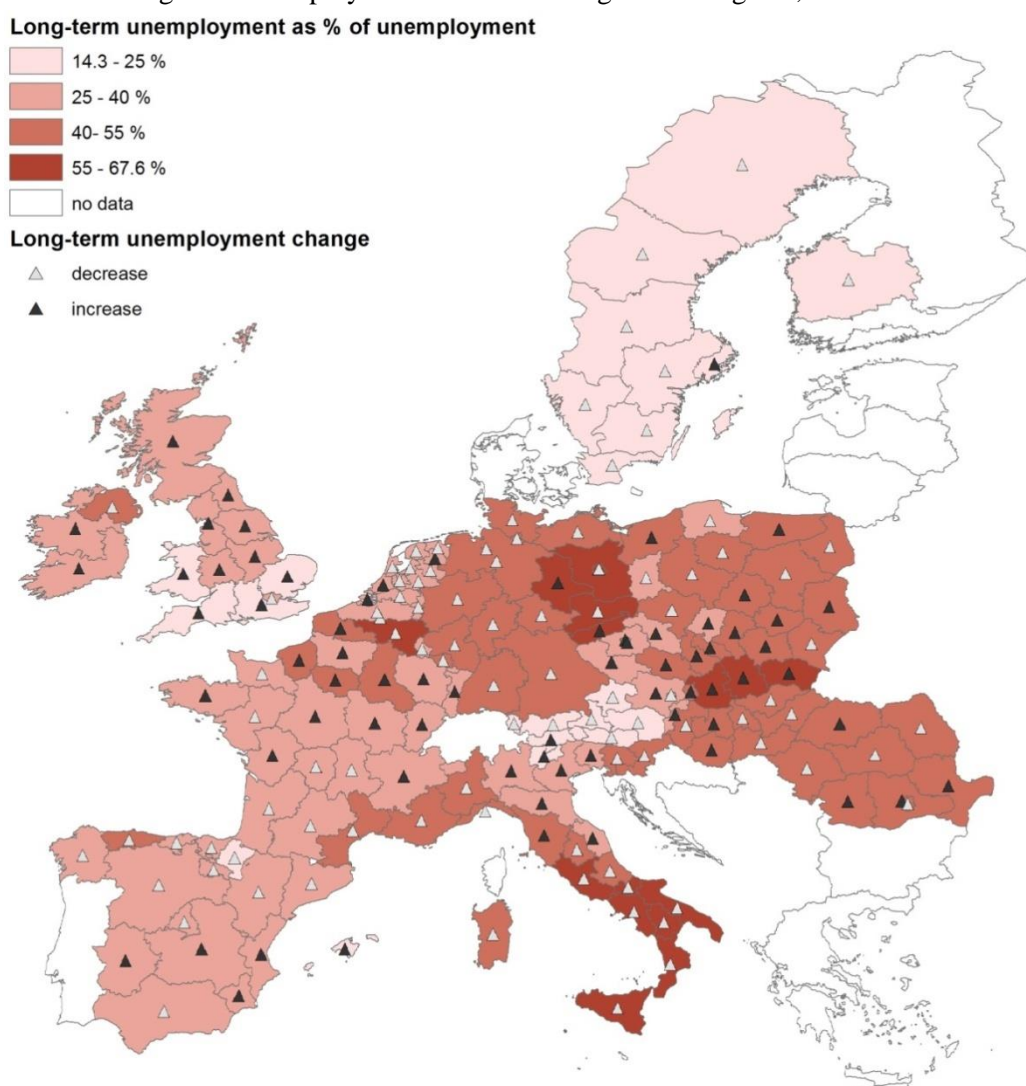 Long-term unemployment as % of unemployment
14.3 - 25 %
25 - 40 %
40- 55 %
55 - 67.6 %
no data
Long-term unemployment change
decrease
increase